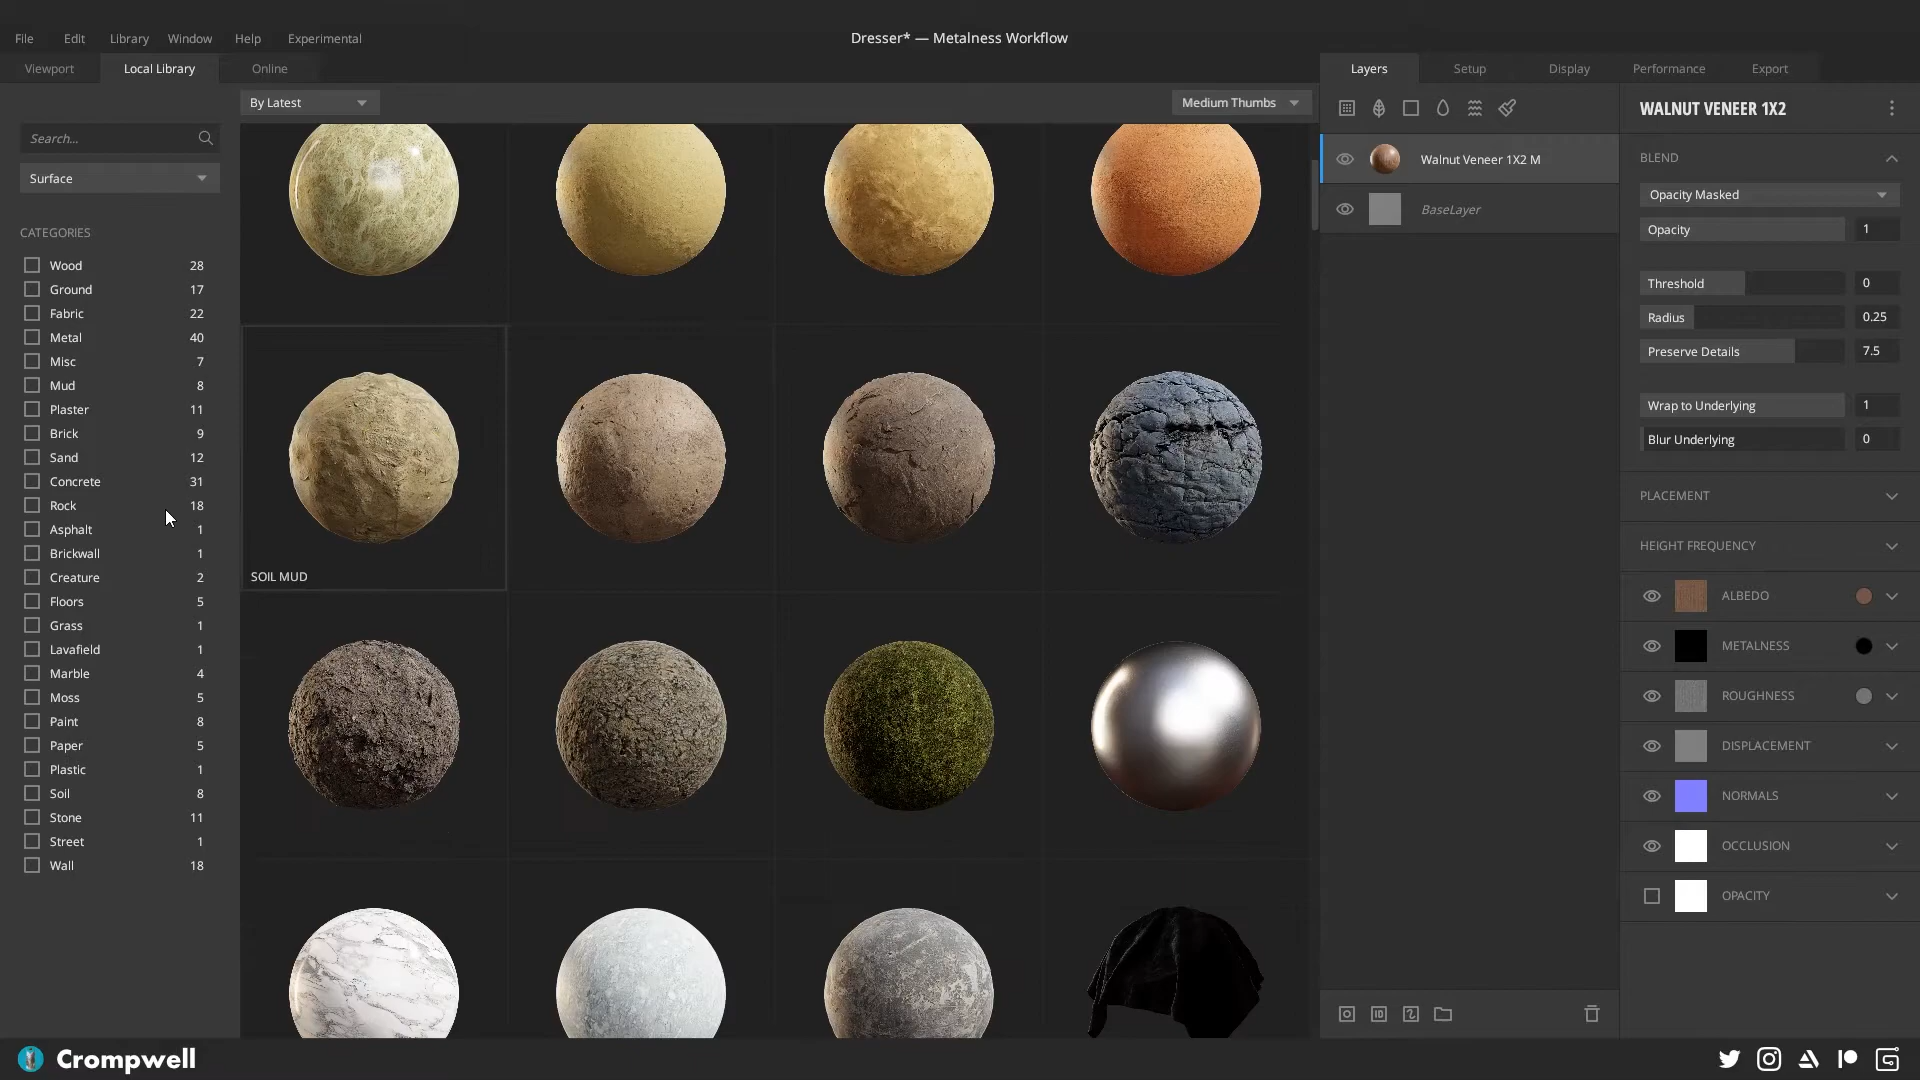 File Edit Library Window Help Experimental
Dresser* — Metalness Workflow
Viewport Local Library Online
Layers Setup Display Performance Export
By Latest
Medium Thumbs
Search...
Surface
CATEGORIES
Wood 28
Ground 17
Fabric 22
Metal 40
Misc 7
Mud 8
Plaster 11
Brick 9
Sand 12
Concrete 31
Rock 18
Asphalt 1
Brickwall 1
Creature 2
Floors 5
Grass 1
Lavafield 1
Marble 4
Moss 5
Paint 8
Paper 5
Plastic 1
Soil 8
Stone 11
Street 1
Wall 18
SOIL MUD
Walnut Veneer 1X2 M
BaseLayer
WALNUT VENEER 1X2
BLEND
Opacity Masked
Opacity 1
Threshold 0
Radius 0.25
Preserve Details 7.5
Wrap to Underlying 1
Blur Underlying 0
PLACEMENT
HEIGHT FREQUENCY
ALBEDO
METALNESS
ROUGHNESS
DISPLACEMENT
NORMALS
OCCLUSION
OPACITY
ID
Crompwell